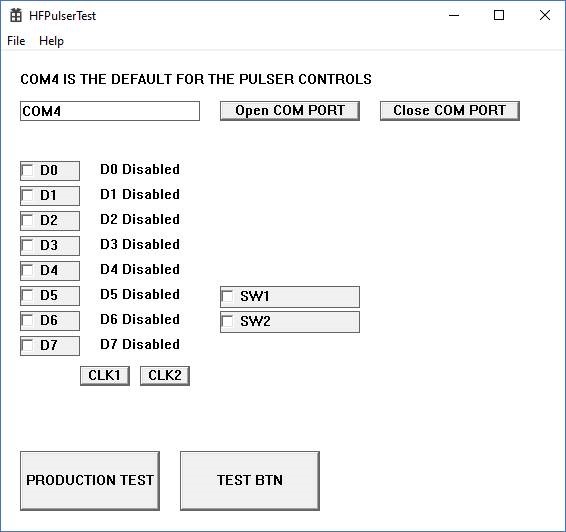 HFPulserTest
File Help
COM4 IS THE DEFAULT FOR THE PULSER CONTROLS
COM4 Open COM PORT Close COM PORT
D0 D0 Disabled
D1 D1 Disabled
D2 D2 Disabled
D3 D3 Disabled
D4 D4 Disabled
D5 D5 Disabled SW1
D6 D6 Disabled SW2
D7 D7 Disabled
CLK1 CLK2
PRODUCTION TEST TEST BTN